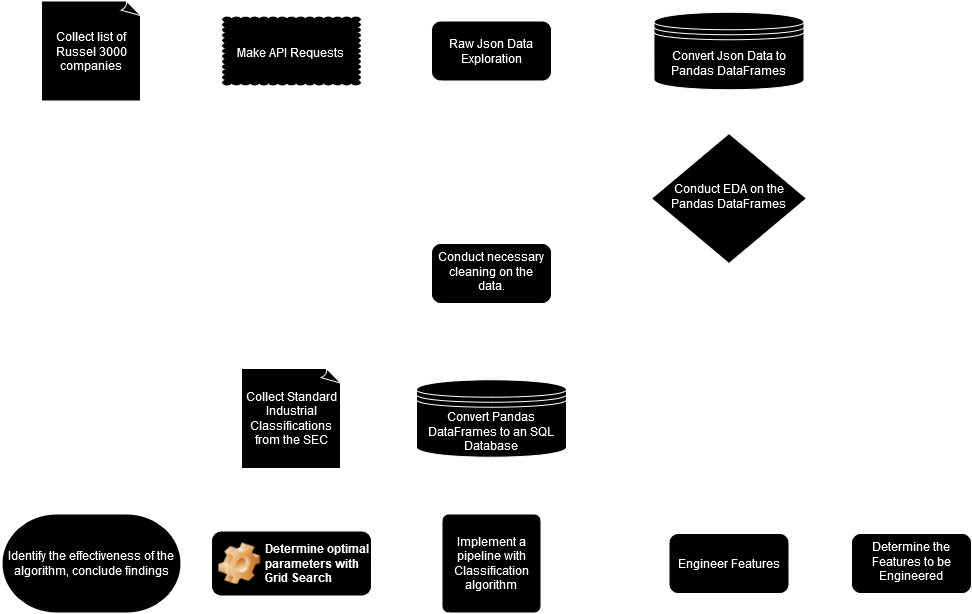 Collect list of
Russel 3000
companies
Make API Requests
Raw Json Data
Exploration
Convert Json Data to
Pandas DataFrames
Conduct EDA on the
Pandas DataFrames
Conduct necessary
cleaning on the
data.
Collect Standard
Industrial
Classifications
from the SEC
Convert Pandas
DataFrames to an SQL
Database
Identify the effectiveness of the
algorithm, conclude findings
Determine optimal
parameters with
Grid Search
Implement a
pipeline with
Classification
algorithm
Engineer Features
Determine the
Features to be
Engineered